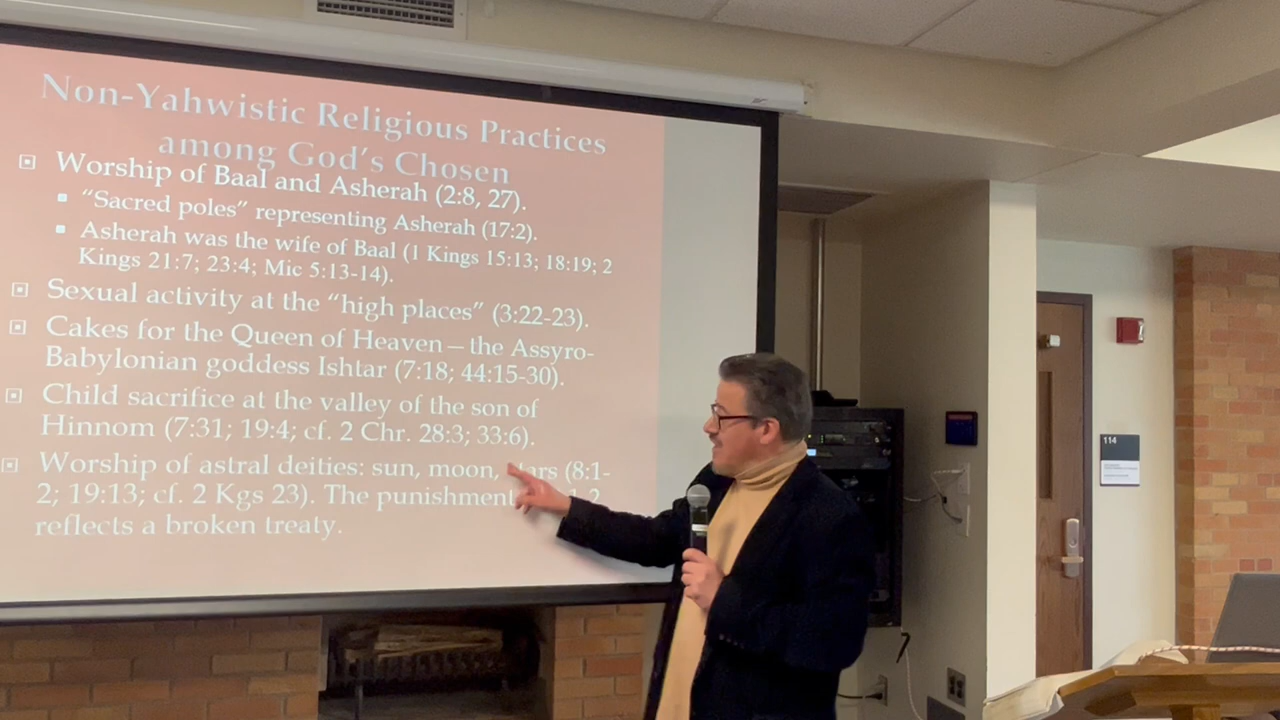 Non-Yahwistic Religious Practices
among God's Chosen
Worship of Baal and Asherah (2:8, 27).
"Sacred poles" representing Asherah (17:2).
Asherah was the wife of Baal (1 Kings 15:13; 18:19; 2
Kings 21:7; 23:4; Mic 5:13-14).
Sexual activity at the "high places" (3:22-23).
Cakes for the Queen of Heaven—the Assyro-
Babylonian goddess Ishtar (7:18; 44:15-30).
Child sacrifice at the valley of the son of
Hinnom (7:31; 19:4; cf. 2 Chr. 28:3; 33:6).
Worship of astral deities: sun, moon, stars (8:1-
2; 19:13; cf. 2 Kgs 23). The punishment
reflects a broken treaty.
114